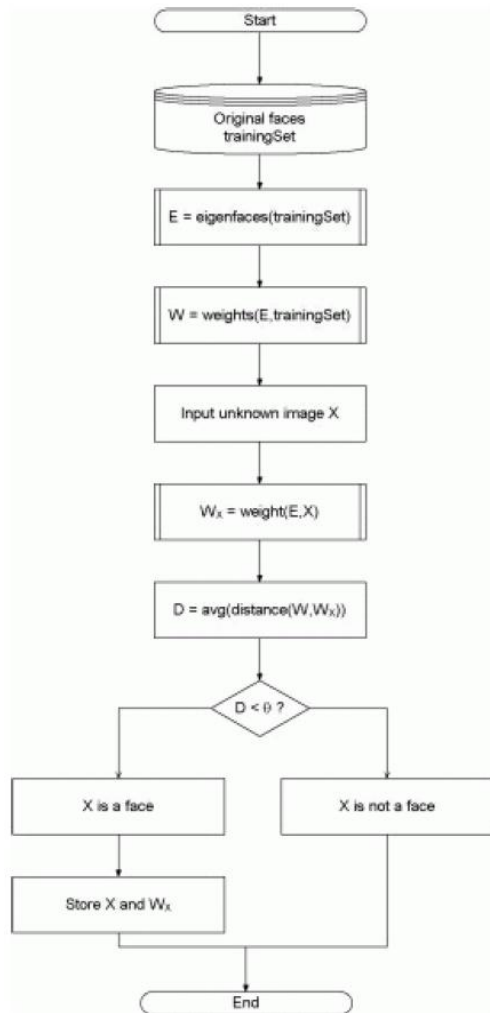 Start
Original faces
trainingSet
E = eigenfaces(trainingSet)
W = weights(E,trainingSet)
Input unknown image X
Wₓ = weight(E,X)
D = avg(distance(W,Wₓ))
D < θ ?
X is a face
X is not a face
Store X and Wₓ
End